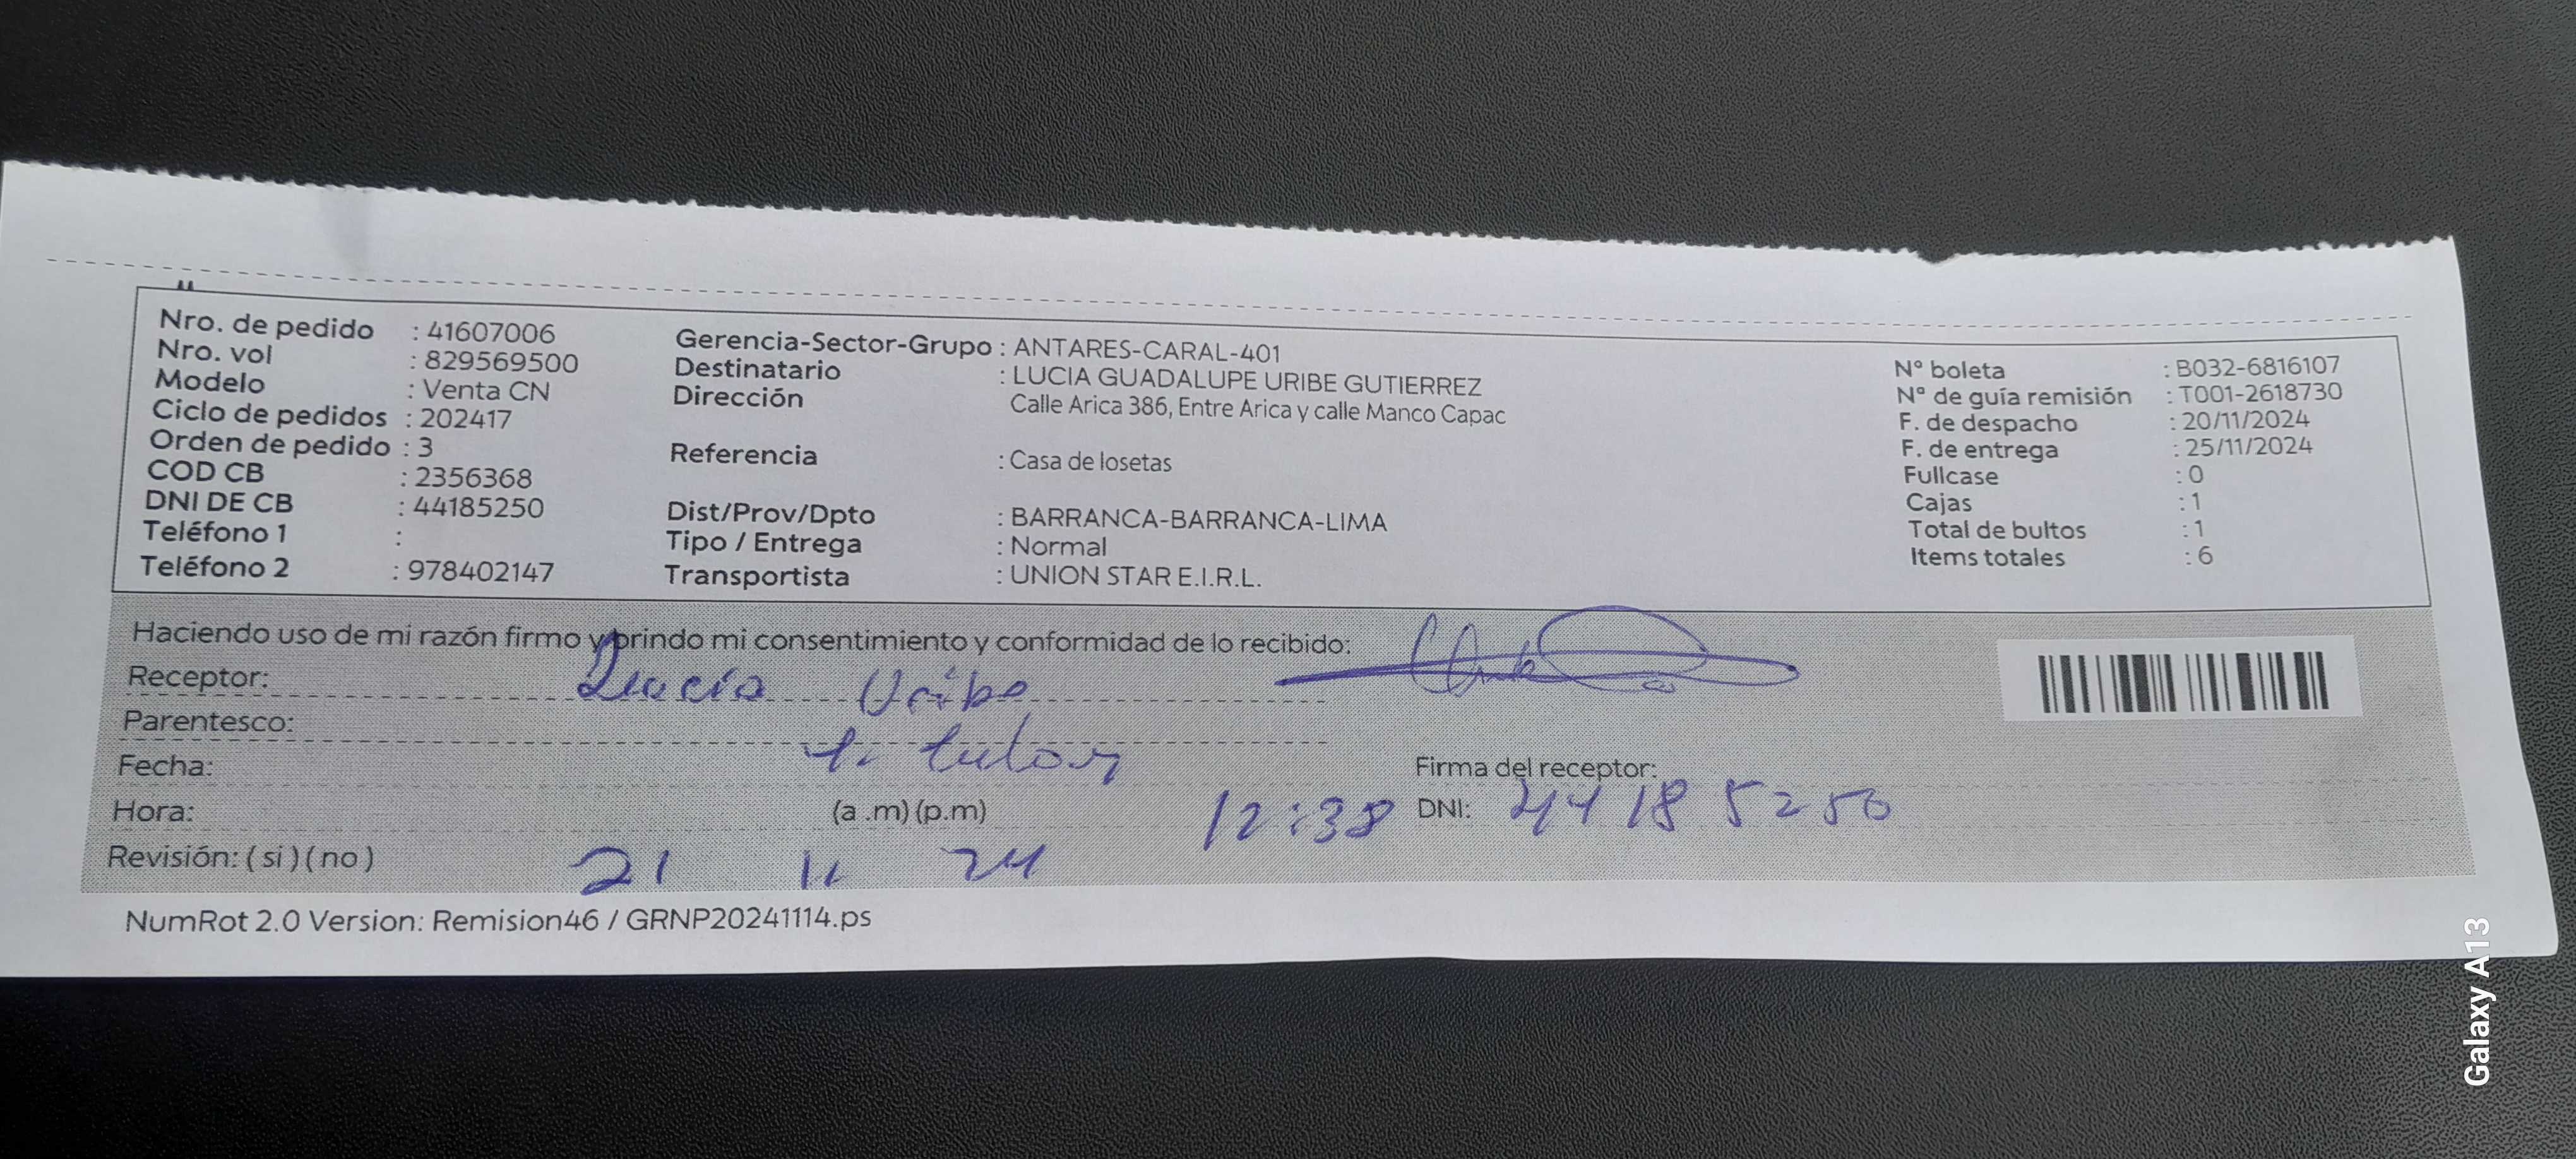 Nro. de pedido : 41607006
Nro. vol : 829569500
Modelo : Venta CN
Ciclo de pedidos : 202417
Orden de pedido : 3
COD CB : 2356368
DNI DE CB : 44185250
Teléfono 1 :
Teléfono 2 : 978402147
Gerencia-Sector-Grupo : ANTARES-CARAL-401
Destinatario : LUCIA GUADALUPE URIBE GUTIERREZ
Dirección Calle Arica 386, Entre Arica y calle Manco Capac
Referencia : Casa de losetas
Dist/Prov/Dpto : BARRANCA-BARRANCA-LIMA
Tipo / Entrega : Normal
Transportista : UNION STAR E.I.R.L.
Nº boleta : B032-6816107
Nº de guía remisión : T001-2618730
F. de despacho : 20/11/2024
F. de entrega : 25/11/2024
Fullcase : 0
Cajas : 1
Total de bultos : 1
Items totales : 6
Haciendo uso de mi razón firmo y brindo mi consentimiento y conformidad de lo recibido:
Receptor: Lucia Uribe
Parentesco: titular
Fecha:
Firma del receptor:
Hora: (a .m) (p.m) 12:38 DNI: 44185250
Revisión: ( si ) ( no ) 21 11 24
NumRot 2.0 Version: Remision46 / GRNP20241114.ps
Galaxy A13